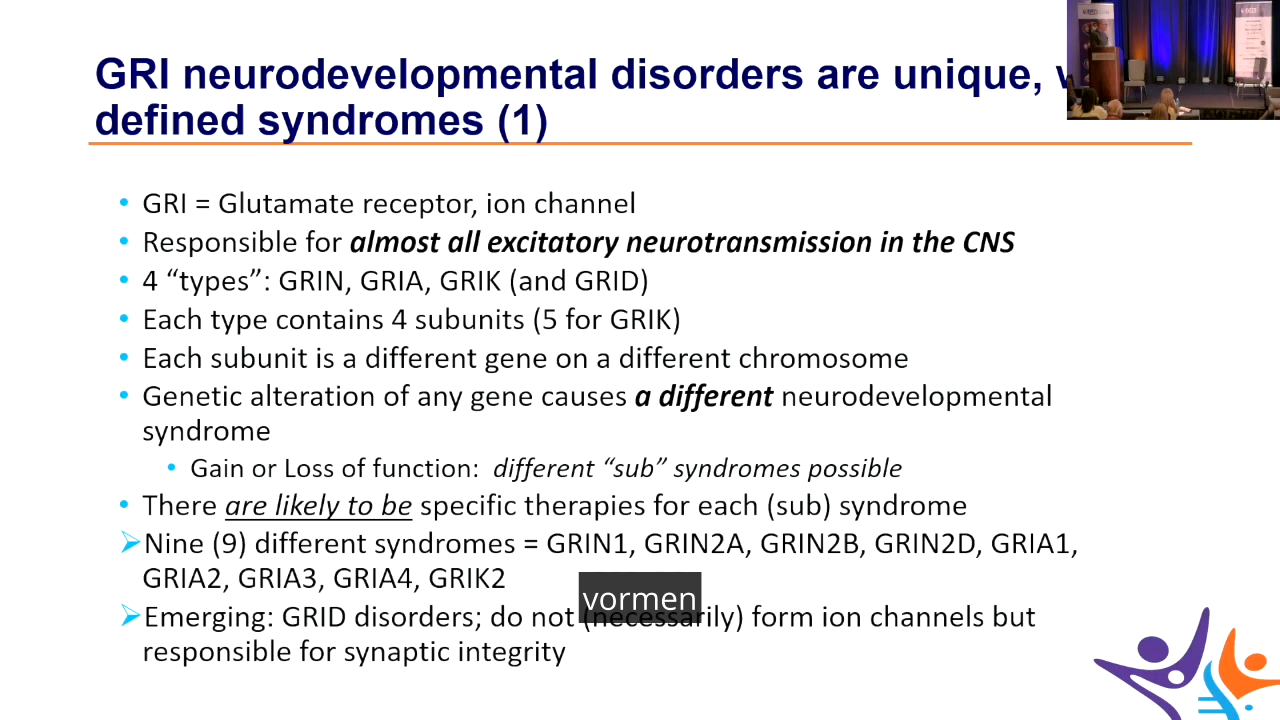 GRI neurodevelopmental disorders are unique,
defined syndromes (1)
• GRI = Glutamate receptor, ion channel
• Responsible for almost all excitatory neurotransmission in the CNS
• 4 “types”: GRIN, GRIA, GRIK (and GRID)
• Each type contains 4 subunits (5 for GRIK)
• Each subunit is a different gene on a different chromosome
• Genetic alteration of any gene causes a different neurodevelopmental
syndrome
• Gain or Loss of function: different “sub” syndromes possible
• There are likely to be specific therapies for each (sub) syndrome
➢Nine (9) different syndromes = GRIN1, GRIN2A, GRIN2B, GRIN2D, GRIA1,
GRIA2, GRIA3, GRIA4, GRIK2
vormen
➢Emerging: GRID disorders; do not (necessarily) form ion channels but
responsible for synaptic integrity